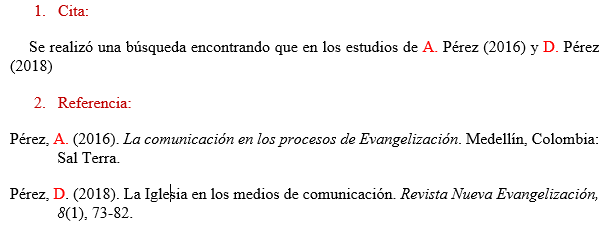 1. Cita:
Se realizó una búsqueda encontrando que en los estudios de A. Pérez (2016) y D. Pérez
(2018)
2. Referencia:
Pérez, A. (2016). La comunicación en los procesos de Evangelización. Medellín, Colombia:
Sal Terra.
Pérez, D. (2018). La Iglesia en los medios de comunicación. Revista Nueva Evangelización,
8(1), 73-82.